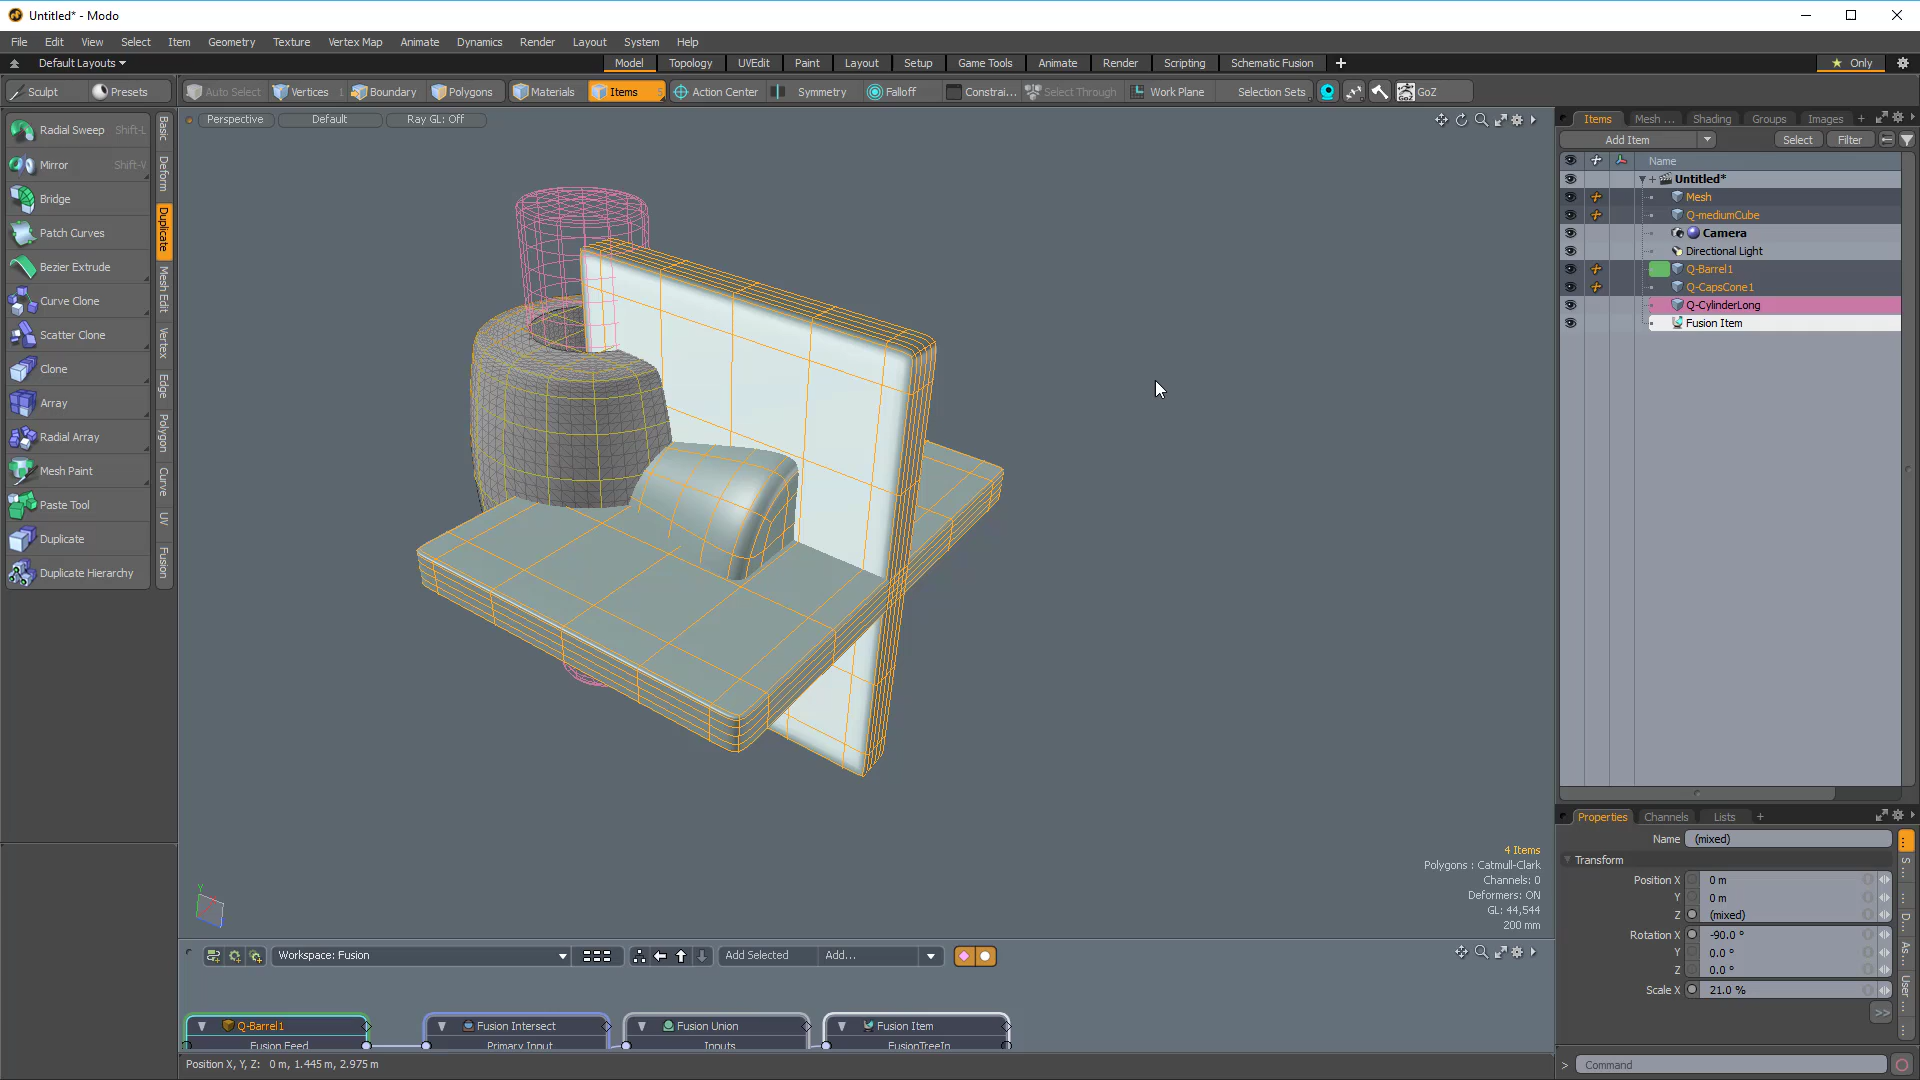 Untitled* - Modo
File Edit View Select Item Geometry Texture Vertex Map Animate Dynamics Render Layout System Help
Default Layouts Model Topology UVEdit Paint Layout Setup Game Tools Animate Render Scripting Schematic Fusion Only
Sculpt Presets Auto Select Vertices 1 Boundary Polygons Materials Items 5 Action Center Symmetry Falloff Constrai... Select Through Work Plane Selection Sets GoZ
Perspective Default Ray GL: Off
Radial Sweep Shift-L
Mirror Shift-V
Bridge
Patch Curves
Bezier Extrude
Curve Clone
Scatter Clone
Clone
Array
Radial Array
Mesh Paint
Paste Tool
Duplicate
Duplicate Hierarchy
Basic
Deform
Duplicate
Mesh Edit
Vertex
Edge
Polygon
Curve
UV
Fusion
Items Mesh ... Shading Groups Images +
Add Item Select Filter
Name
Untitled*
Mesh
Q-mediumCube
Camera
Directional Light
Q-Barrel1
Q-CapsCone1
Q-CylinderLong
Fusion Item
4 Items
Polygons : Catmull-Clark
Channels: 0
Deformers: ON
GL: 44,544
200 mm
Y
Properties Channels Lists +
Name (mixed)
Transform
Position X 0 m
Y 0 m
Z (mixed)
Rotation X -90.0 °
Y 0.0 °
Z 0.0 °
Scale X 21.0 %
>>
S...
D...
As...
User ...
Workspace: Fusion Add Selected Add...
Q-Barrel1 Fusion Intersect Fusion Union Fusion Item
Fusion Feed Primary Input Inputs FusionTreeIn
Position X, Y, Z: 0 m, 1.445 m, 2.975 m
> Command